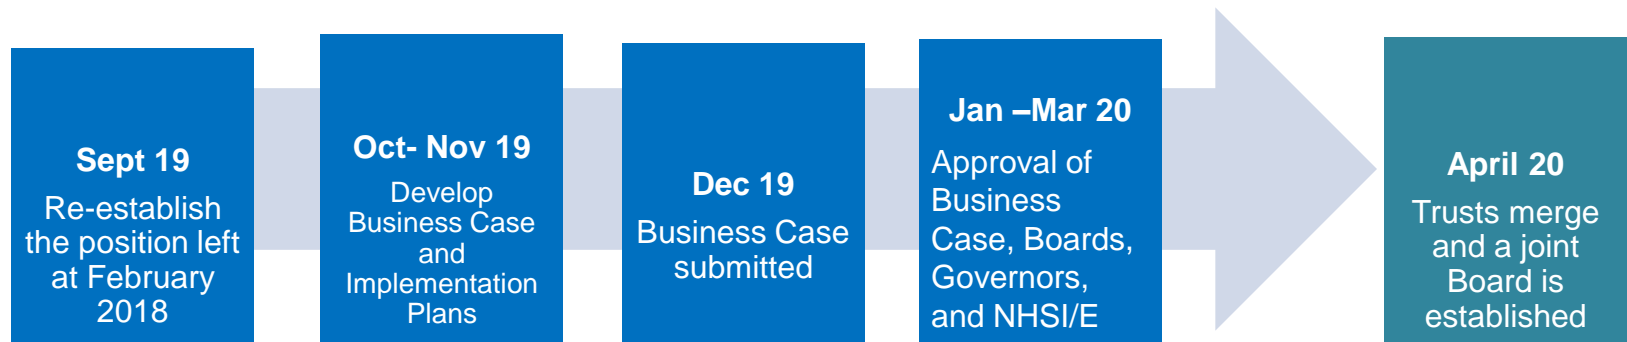 Sept 19
Re-establish
the position left
at February
2018
Oct- Nov 19
Develop
Business Case
and
Implementation
Plans
Dec 19
Business Case
submitted
Jan –Mar 20
Approval of
Business
Case, Boards,
Governors,
and NHSI/E
April 20
Trusts merge
and a joint
Board is
established